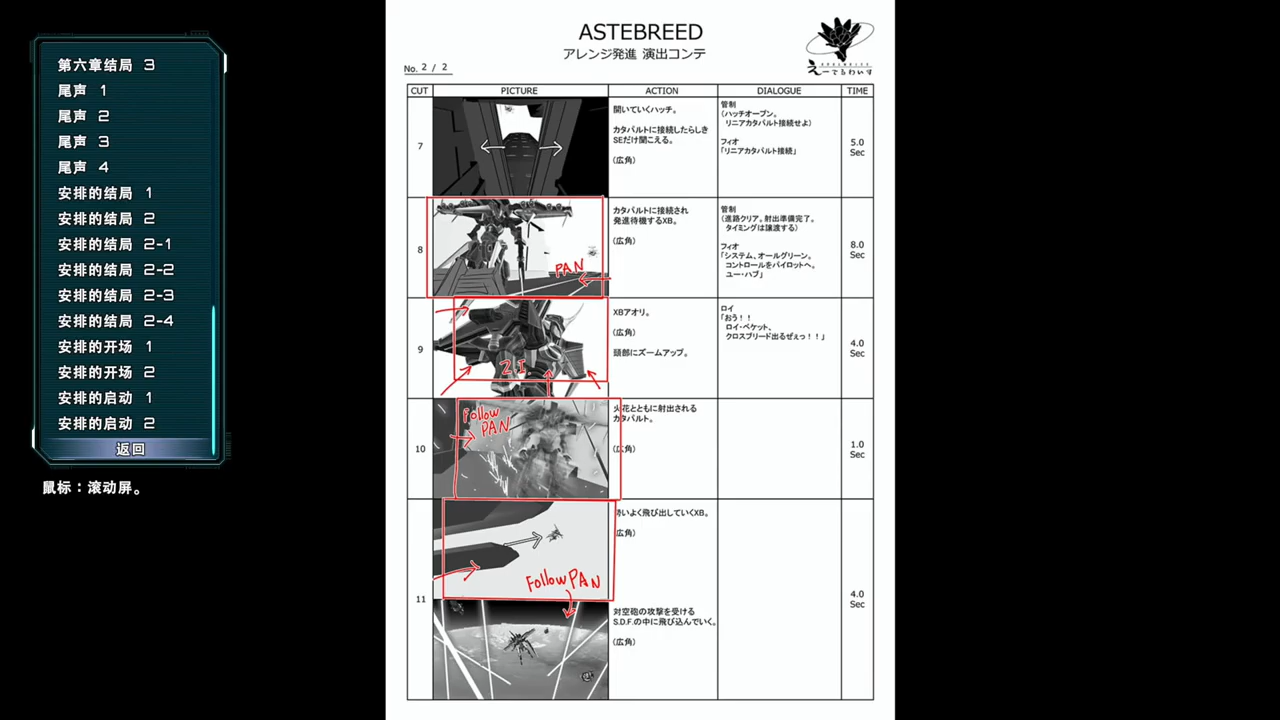 第六章结局 3
尾声 1
尾声 2
尾声 3
尾声 4
安排的结局 1
安排的结局 2
安排的结局 2-1
安排的结局 2-2
安排的结局 2-3
安排的结局 2-4
安排的开场 1
安排的开场 2
安排的启动 1
安排的启动 2
返回
鼠标：滚动屏。
ASTEBREED
アレンジ発進 演出コンテ
えーでるわいす
No. 2 / 2
CUT PICTURE ACTION DIALOGUE TIME
7
開いていくハッチ。
カタパルトに接続したらしき
SEだけ聞こえる。
(広角)
管制
(ハッチオープン。
リニアカタパルト接続せよ)
フィオ
「リニアカタパルト接続」
5.0
Sec
8
PAN
カタパルトに接続され
発進待機するXB。
(広角)
管制
(進路クリア。射出準備完了。
タイミングは譲渡する)
フィオ
「システム、オールグリーン。
コントロールをパイロットへ。
ユー・ハブ」
8.0
Sec
9
Z I
XBアオリ。
(広角)
頭部にズームアップ。
ロイ
「おう！！
ロイ・ベケット、
クロスブリード出るぜぇっ！！」
4.0
Sec
10
Follow
PAN
火花とともに射出される
カタパルト。
(広角)
1.0
Sec
11
Follow PAN
勢いよく飛び出していくXB。
(広角)
対空砲の攻撃を受ける
S.D.F.の中に飛び込んでいく。
(広角)
4.0
Sec